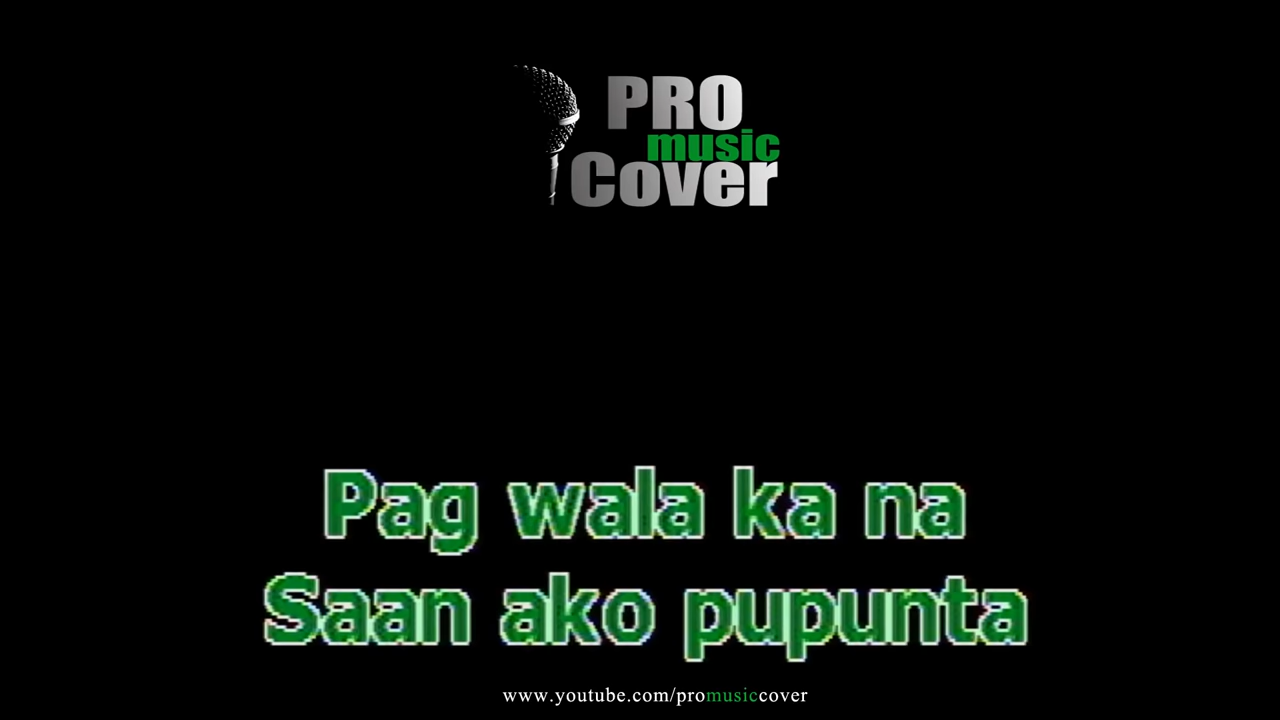 PRO
music
Cover
Pag wala ka na
Saan ako pupunta
www.youtube.com/promusiccover